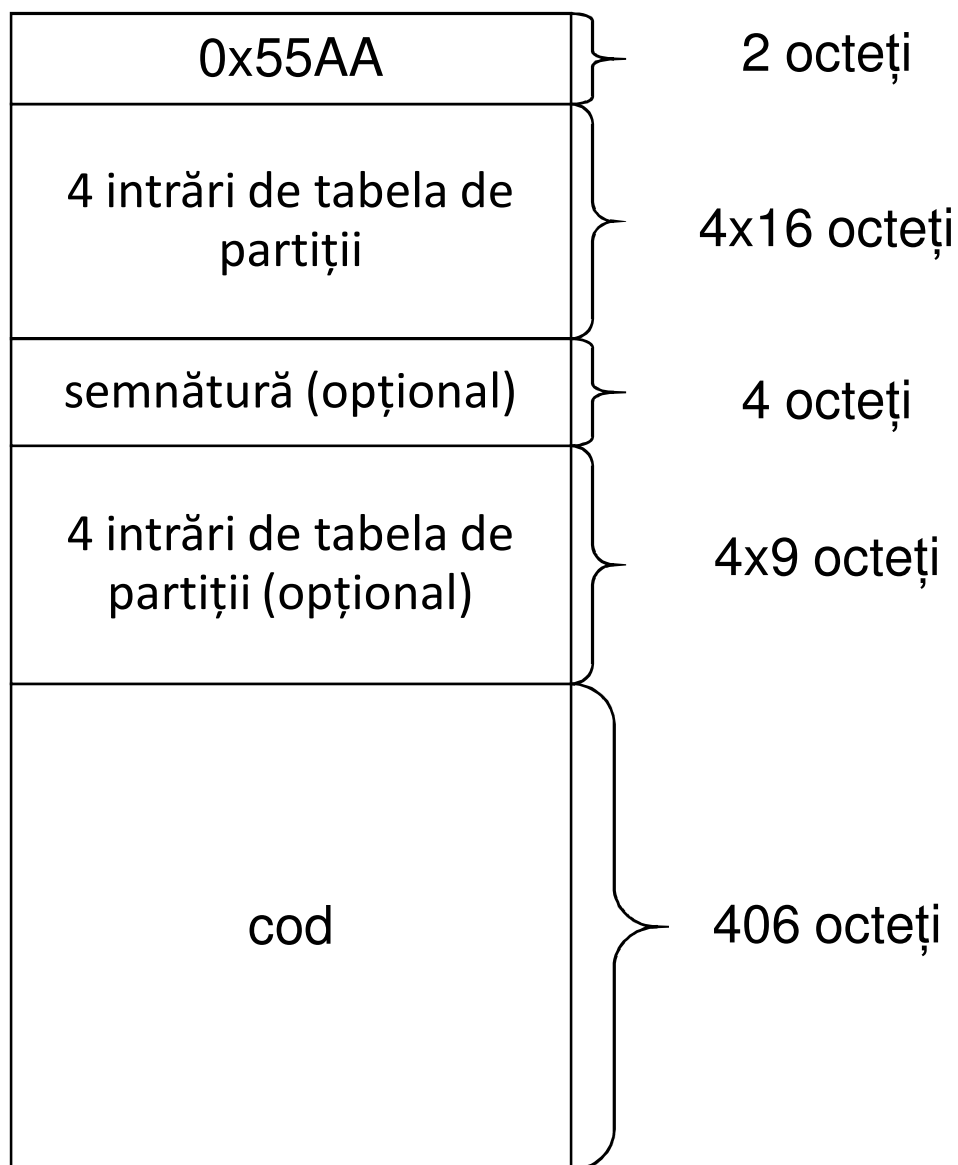 0x55AA
2 octeți
4 intrări de tabela de
partiții
4x16 octeți
semnătură (opțional)
4 octeți
4 intrări de tabela de
partiții (opțional)
4x9 octeți
cod
406 octeți